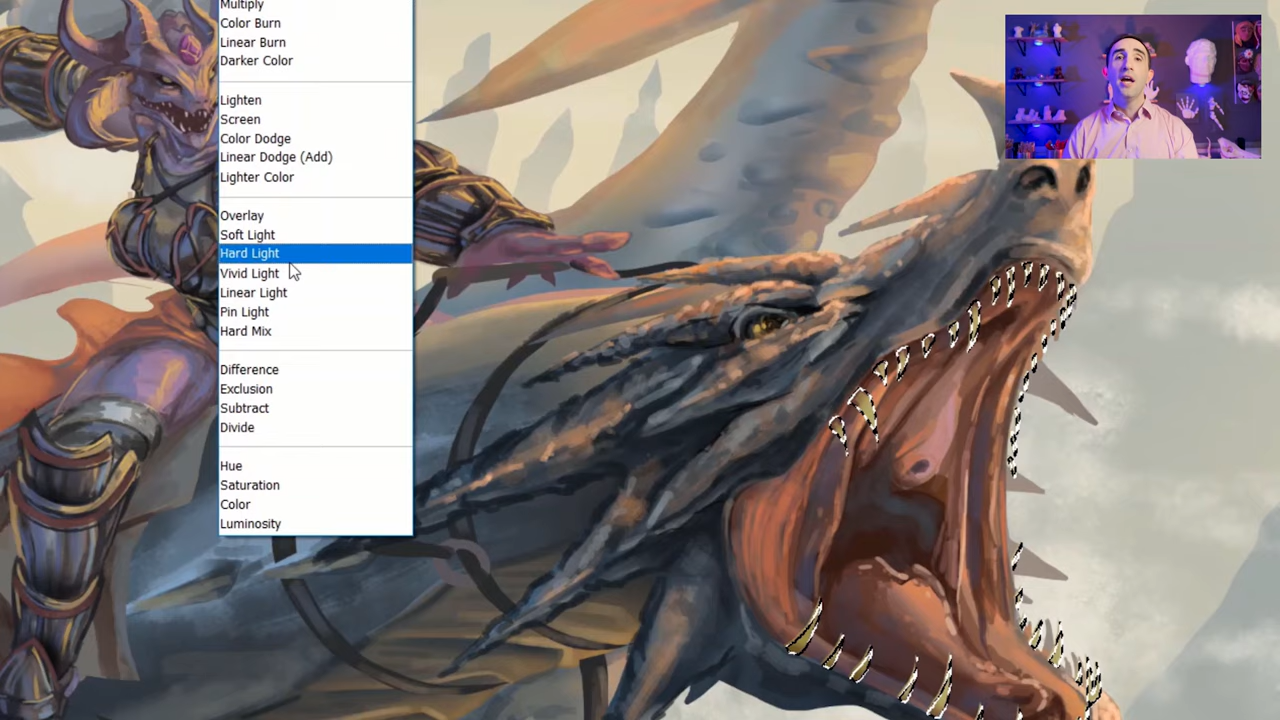 Multiply
Color Burn
Linear Burn
Darker Color
Lighten
Screen
Color Dodge
Linear Dodge (Add)
Lighter Color
Overlay
Soft Light
Hard Light
Vivid Light
Linear Light
Pin Light
Hard Mix
Difference
Exclusion
Subtract
Divide
Hue
Saturation
Color
Luminosity